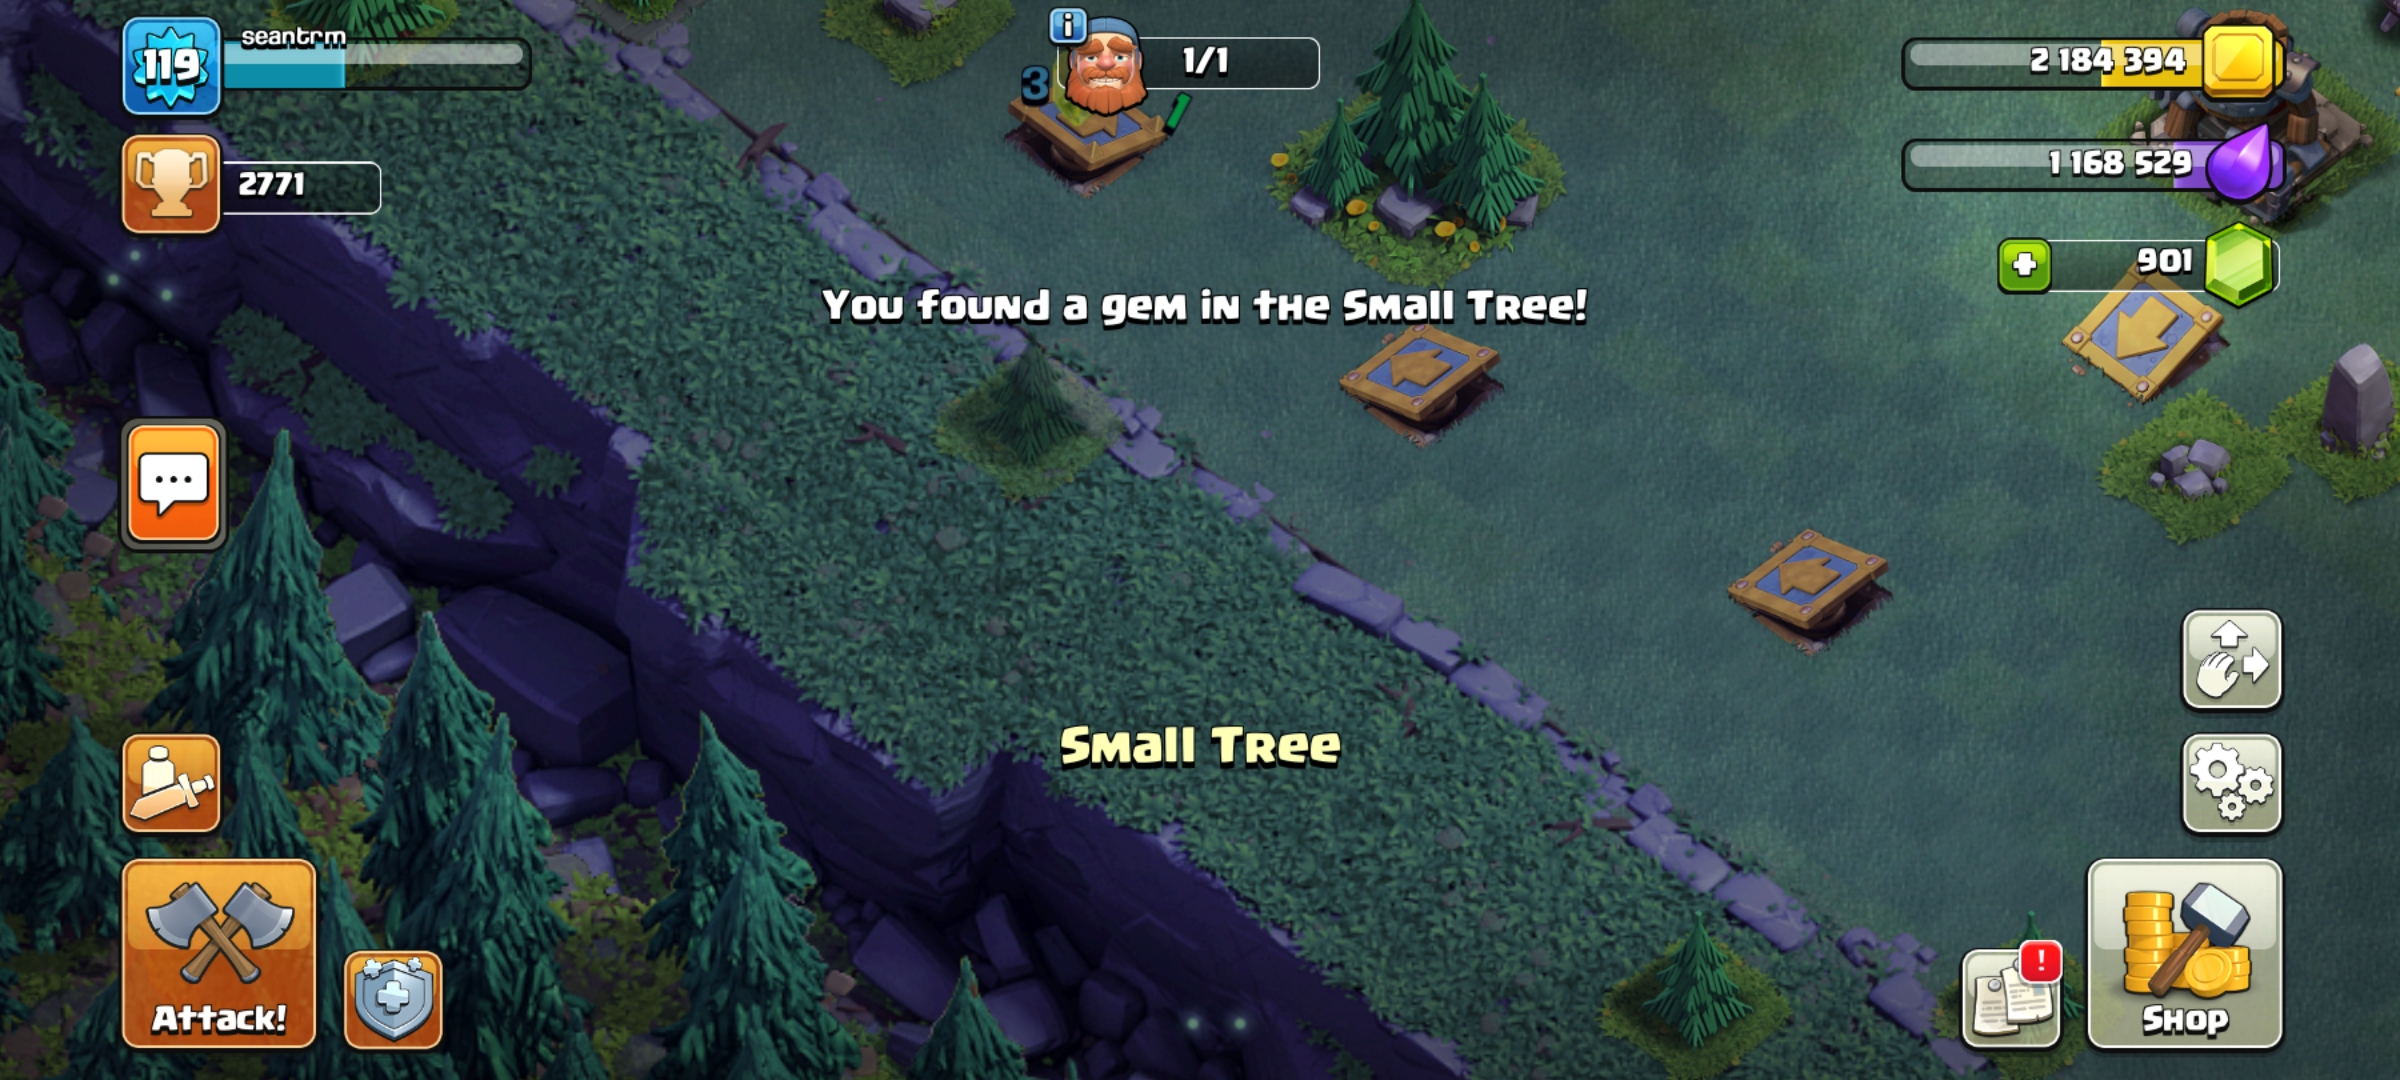 119
seantrm
i
1/1
3
2 184 394
2771
1 168 529
901
You found a gem in the Small Tree!
Small Tree
!
Attack!
Shop